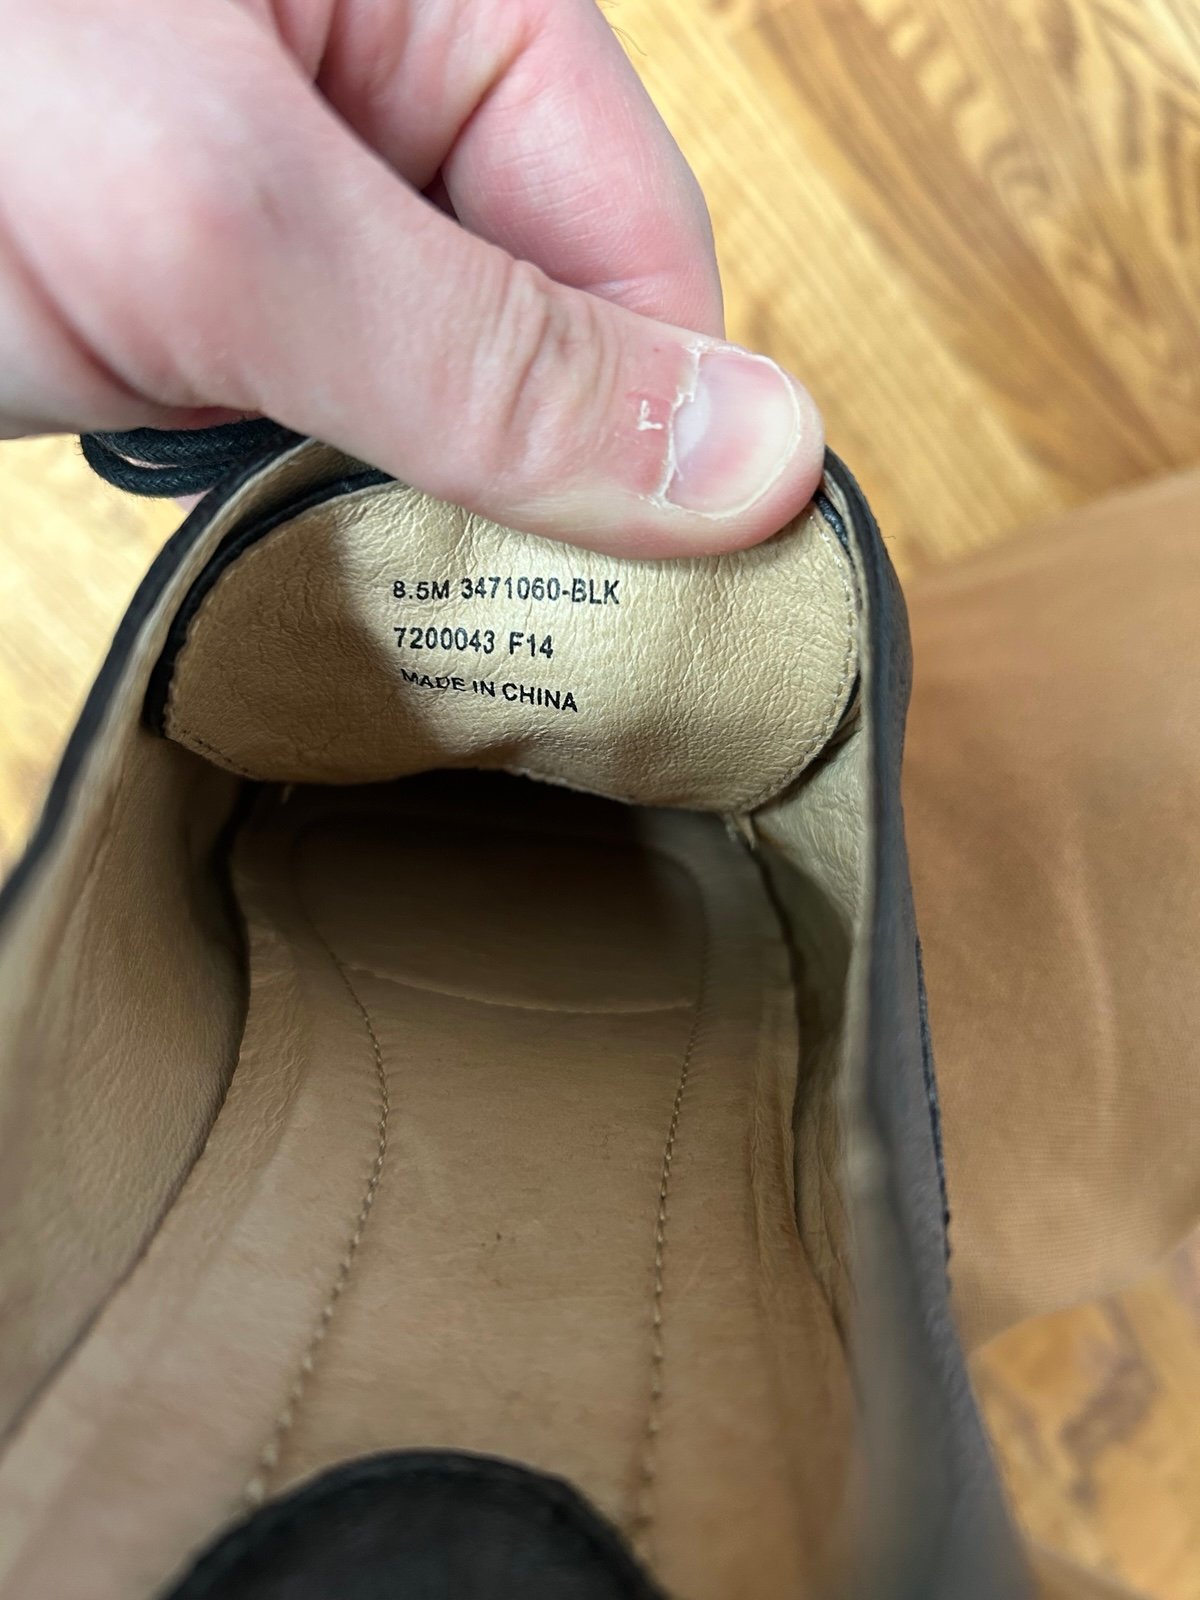 8.5M 3471060-BLK
7200043 F14
MADE IN CHINA